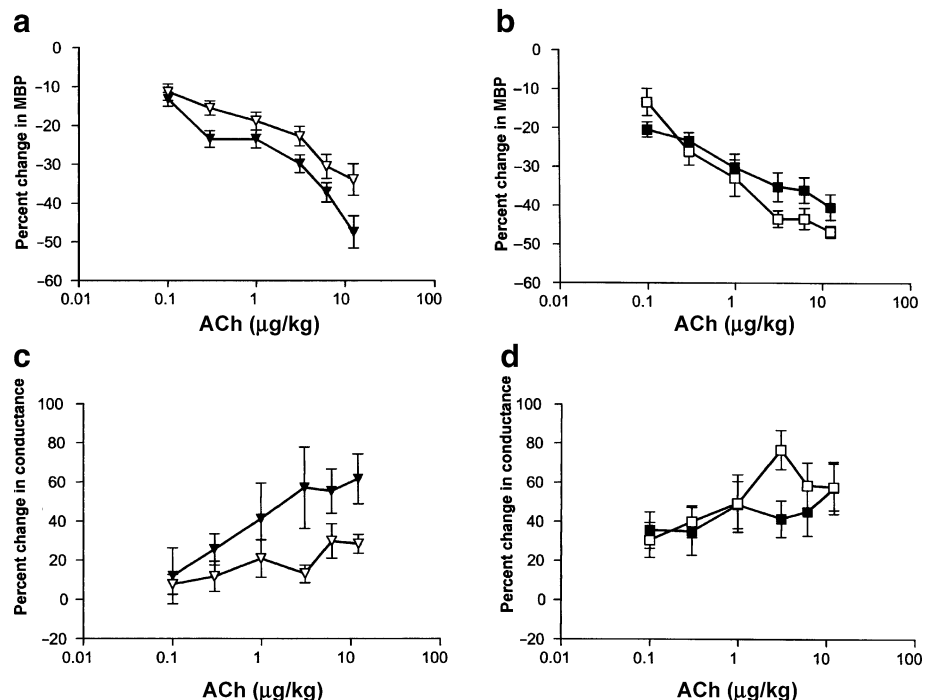 a
0
−10
−20
−30
−40
−50
−60
Percent change in MBP
0.01 0.1 1 10 100
ACh (µg/kg)
b
0
−10
−20
−30
−40
−50
−60
Percent change in MBP
0.01 0.1 1 10 100
ACh (µg/kg)
c
100
80
60
40
20
0
−20
Percent change in conductance
0.01 0.1 1 10 100
ACh (µg/kg)
d
100
80
60
40
20
0
−20
Percent change in conductance
0.01 0.1 1 10 100
ACh (µg/kg)